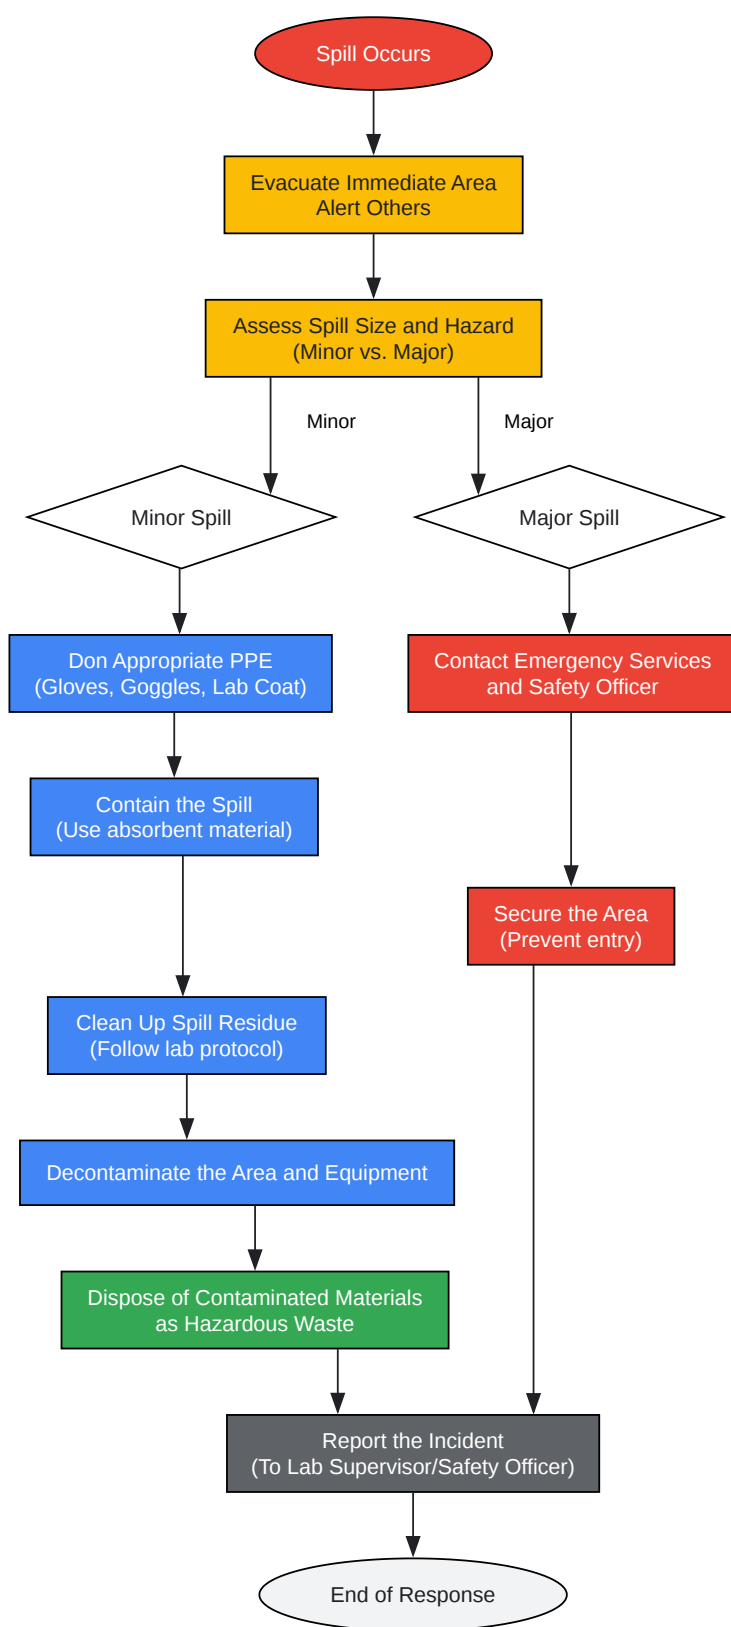 Spill Occurs
Evacuate Immediate Area
Alert Others
Assess Spill Size and Hazard
(Minor vs. Major)
Minor
Major
Minor Spill
Major Spill
Don Appropriate PPE
(Gloves, Goggles, Lab Coat)
Contact Emergency Services
and Safety Officer
Contain the Spill
(Use absorbent material)
Secure the Area
(Prevent entry)
Clean Up Spill Residue
(Follow lab protocol)
Decontaminate the Area and Equipment
Dispose of Contaminated Materials
as Hazardous Waste
Report the Incident
(To Lab Supervisor/Safety Officer)
End of Response